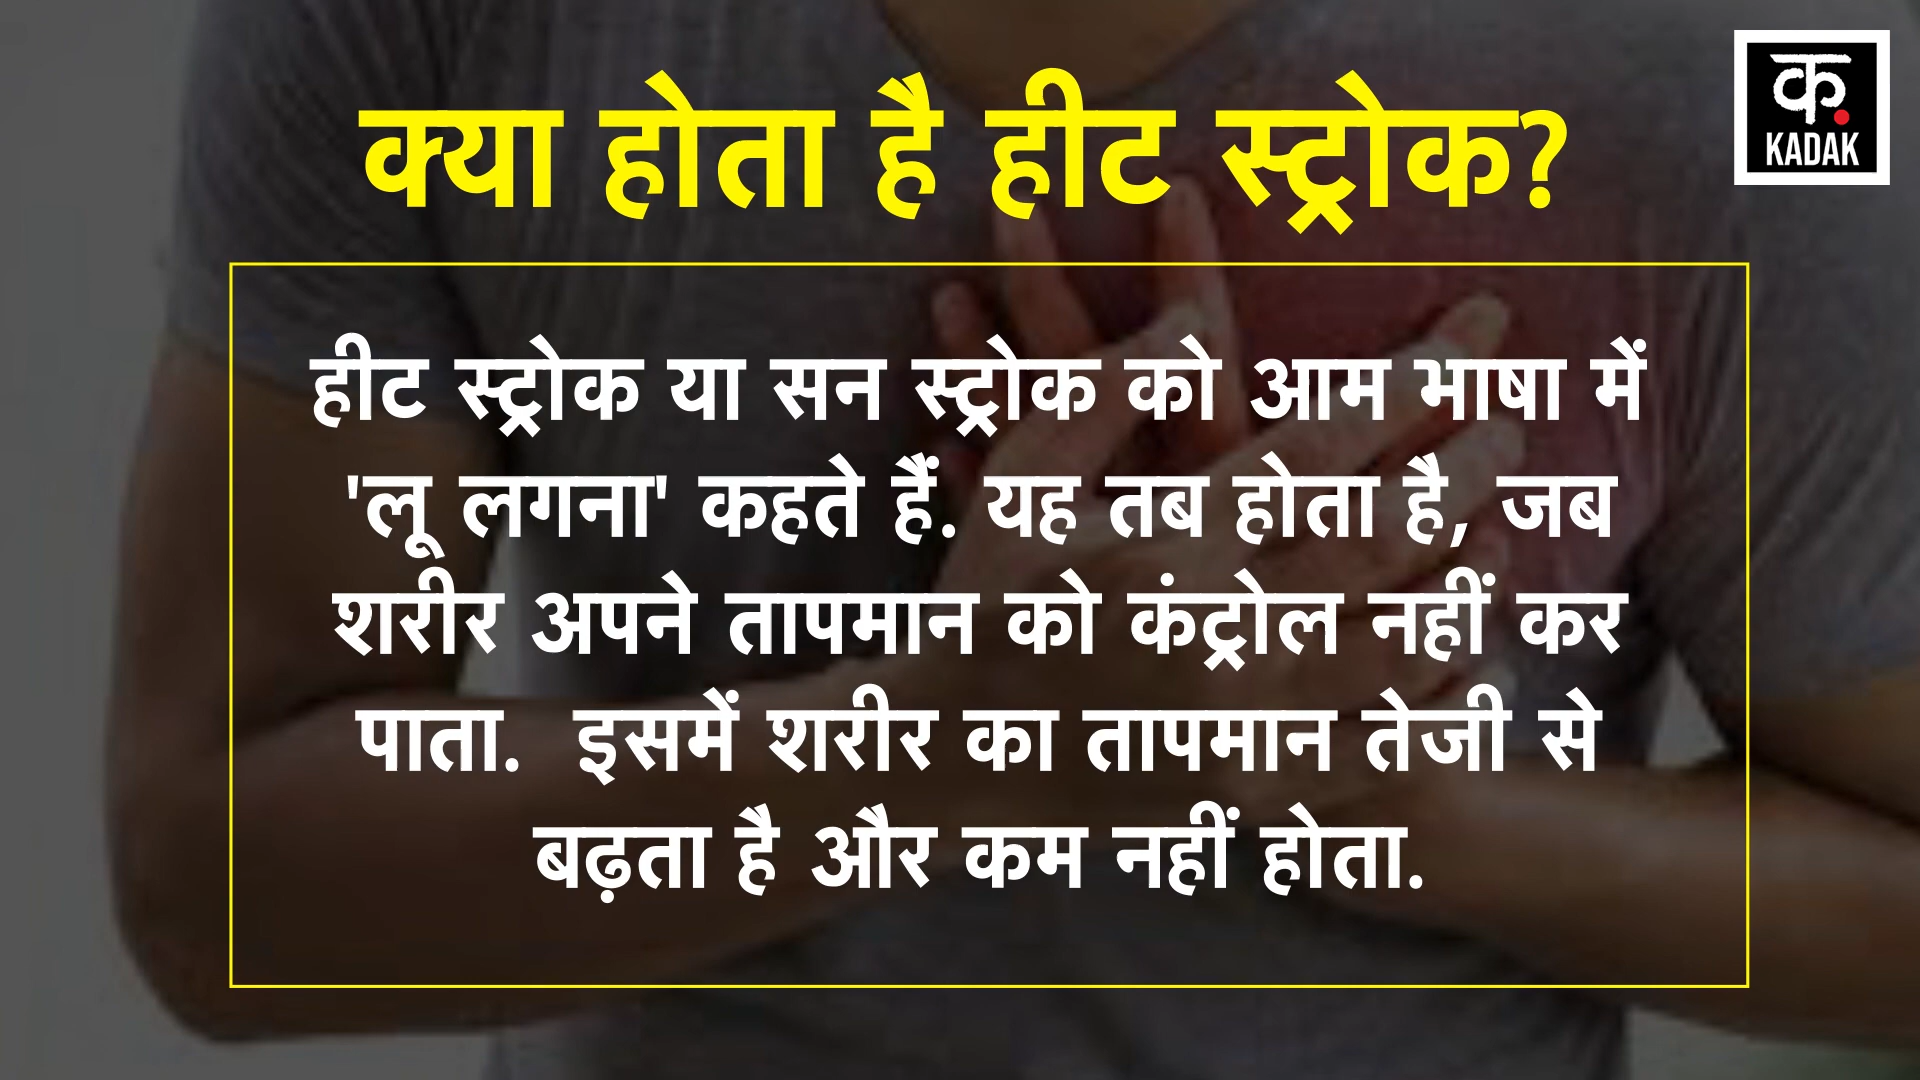 क KADAK
क्या होता है हीट स्ट्रोक?
हीट स्ट्रोक या सन स्ट्रोक को आम भाषा में
'लू लगना' कहते हैं. यह तब होता है, जब
शरीर अपने तापमान को कंट्रोल नहीं कर
पाता. इसमें शरीर का तापमान तेजी से
बढ़ता है और कम नहीं होता.